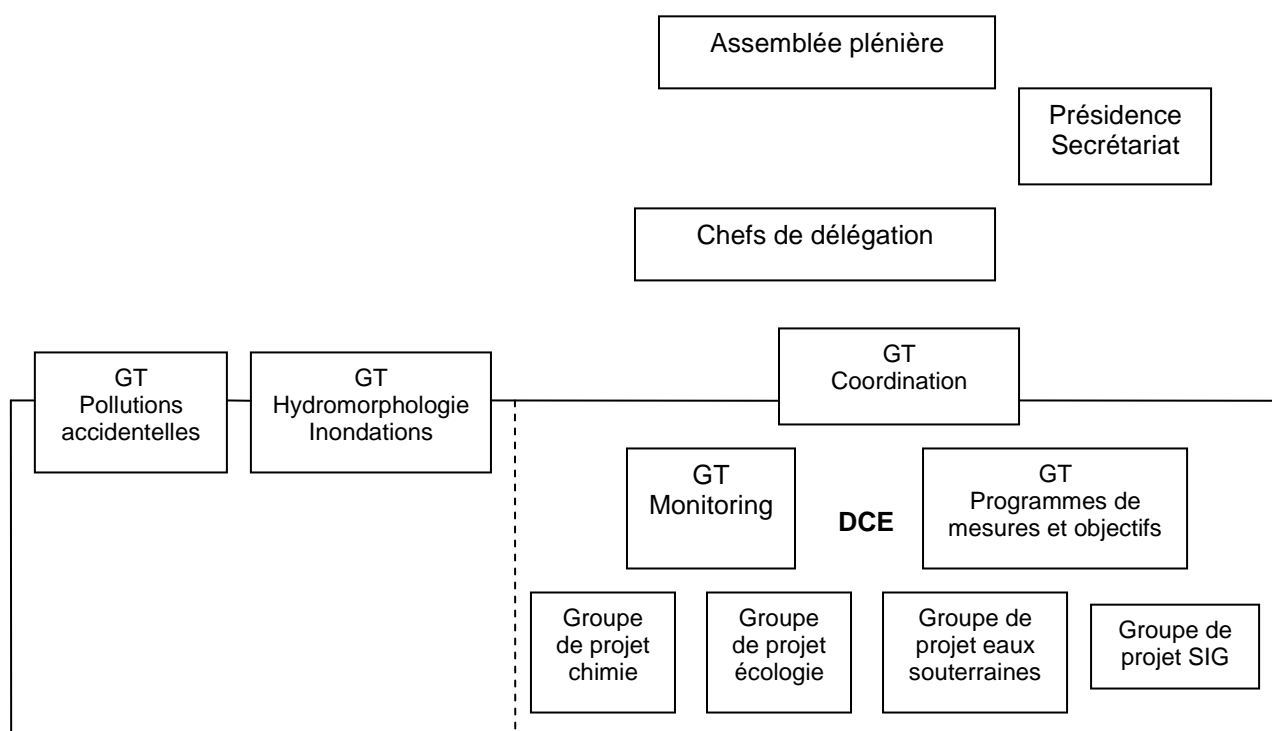 Assemblée plénière
Présidence
Secrétariat
Chefs de délégation
GT
Pollutions
accidentelles
GT
Hydromorphologie
Inondations
GT
Coordination
GT
Monitoring
DCE
GT
Programmes de
mesures et objectifs
Groupe
de projet
chimie
Groupe
de projet
écologie
Groupe de
projet eaux
souterraines
Groupe de
projet SIG